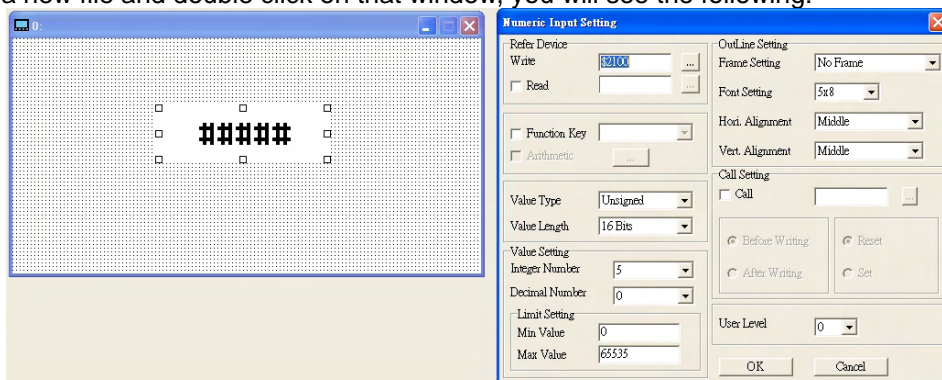 a new file and double click on that window, you will see the following.
0:
#####
Numeric Input Setting
Refer Device
Write $2100 ...
Read ...
Function Key
Arithmetic ...
Value Type Unsigned
Value Length 16 Bits
Value Setting
Integer Number 5
Decimal Number 0
Limit Setting
Min Value 0
Max Value 65535
OutLine Setting
Frame Setting No Frame
Font Setting 5x8
Hori. Alignment Middle
Vert. Alignment Middle
Call Setting
Call ...
Before Writing Reset
After Writing Set
User Level 0
OK Cancel